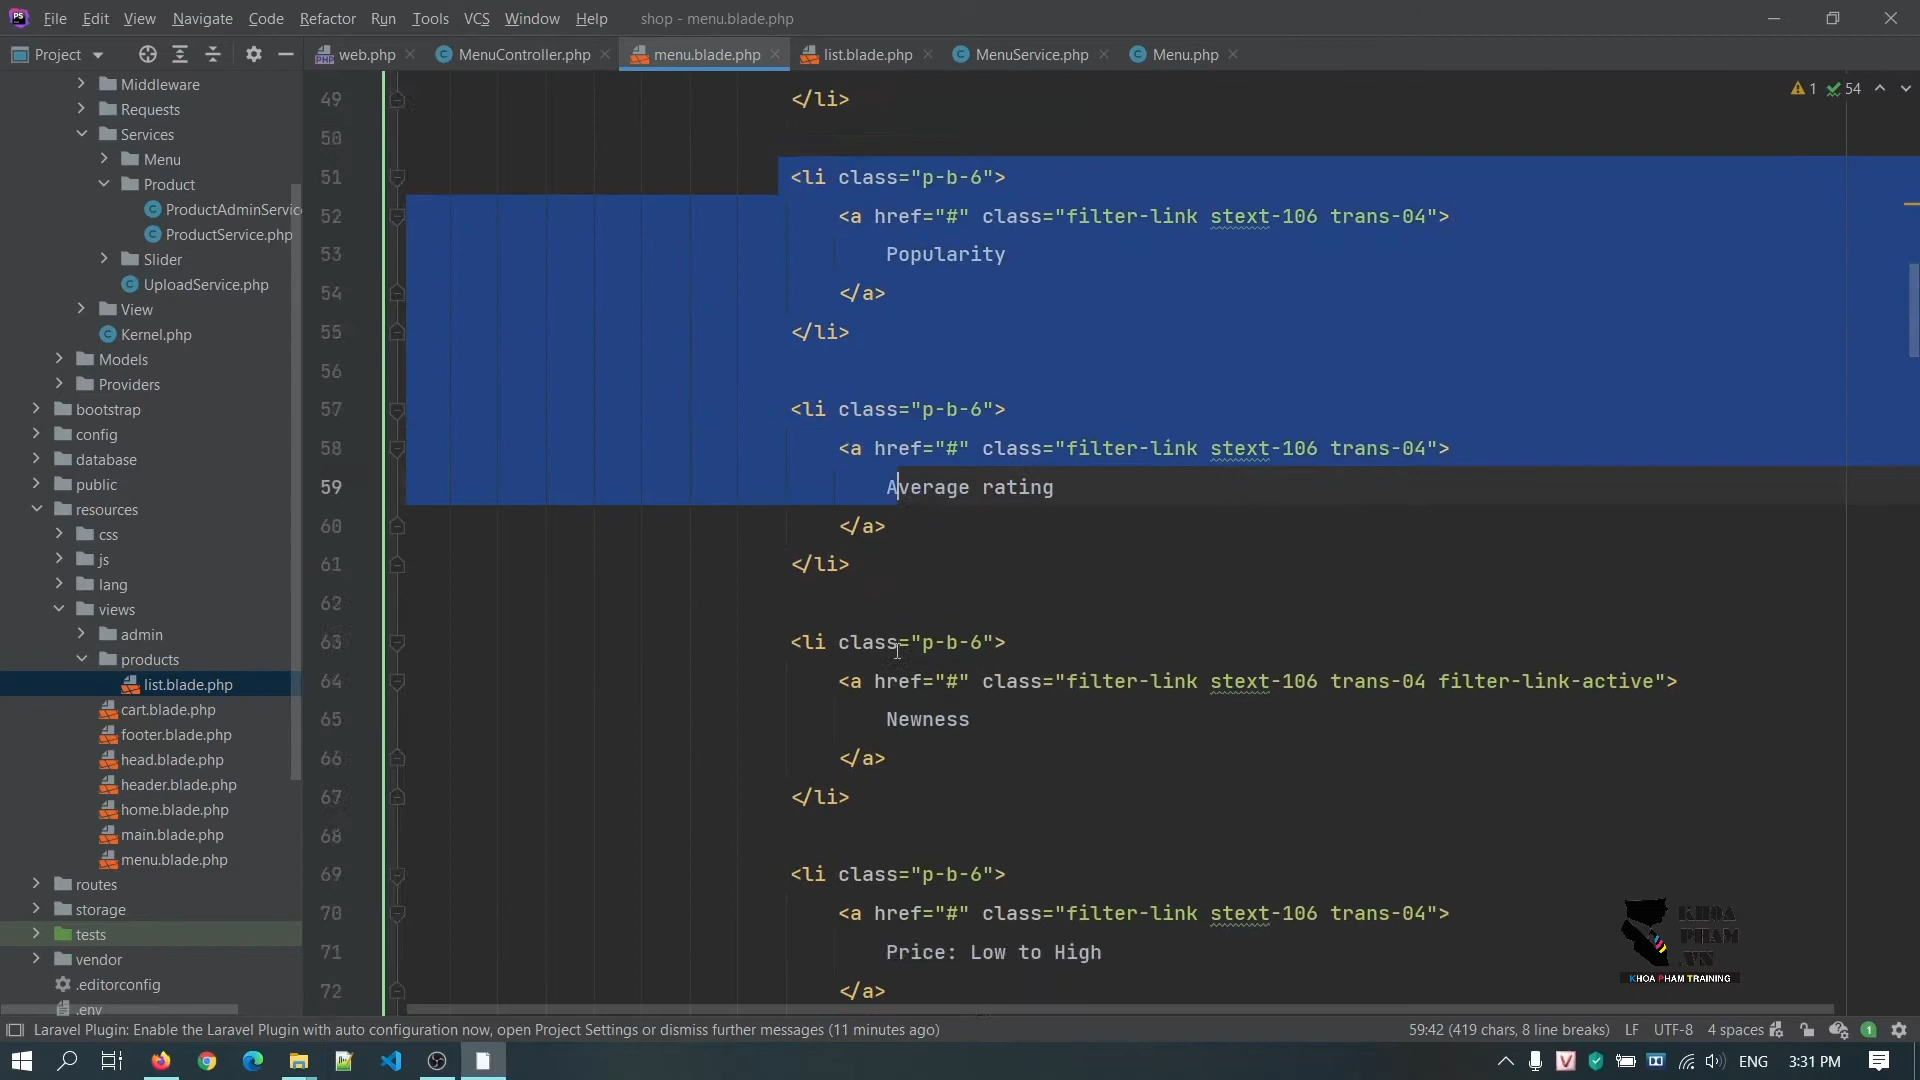 File Edit View Navigate Code Refactor Run Tools VCS Window Help shop - menu.blade.php
Project
web.php MenuController.php menu.blade.php list.blade.php MenuService.php Menu.php
Middleware
Requests
Services
Menu
Product
ProductAdminServic
ProductService.php
Slider
UploadService.php
View
Kernel.php
Models
Providers
bootstrap
config
database
public
resources
css
js
lang
views
admin
products
list.blade.php
cart.blade.php
footer.blade.php
head.blade.php
header.blade.php
home.blade.php
main.blade.php
menu.blade.php
routes
storage
tests
vendor
.editorconfig
.env
1 54
49 </li>
50
51 <li class="p-b-6">
52 <a href="#" class="filter-link stext-106 trans-04">
53 Popularity
54 </a>
55 </li>
56
57 <li class="p-b-6">
58 <a href="#" class="filter-link stext-106 trans-04">
59 Average rating
60 </a>
61 </li>
62
63 <li class="p-b-6">
64 <a href="#" class="filter-link stext-106 trans-04 filter-link-active">
65 Newness
66 </a>
67 </li>
68
69 <li class="p-b-6">
70 <a href="#" class="filter-link stext-106 trans-04">
71 Price: Low to High
72 </a>
KHOA
PHAM
.VN
KHOA PHAM TRAINING
Laravel Plugin: Enable the Laravel Plugin with auto configuration now, open Project Settings or dismiss further messages (11 minutes ago) 59:42 (419 chars, 8 line breaks) LF UTF-8 4 spaces 1
ENG 3:31 PM